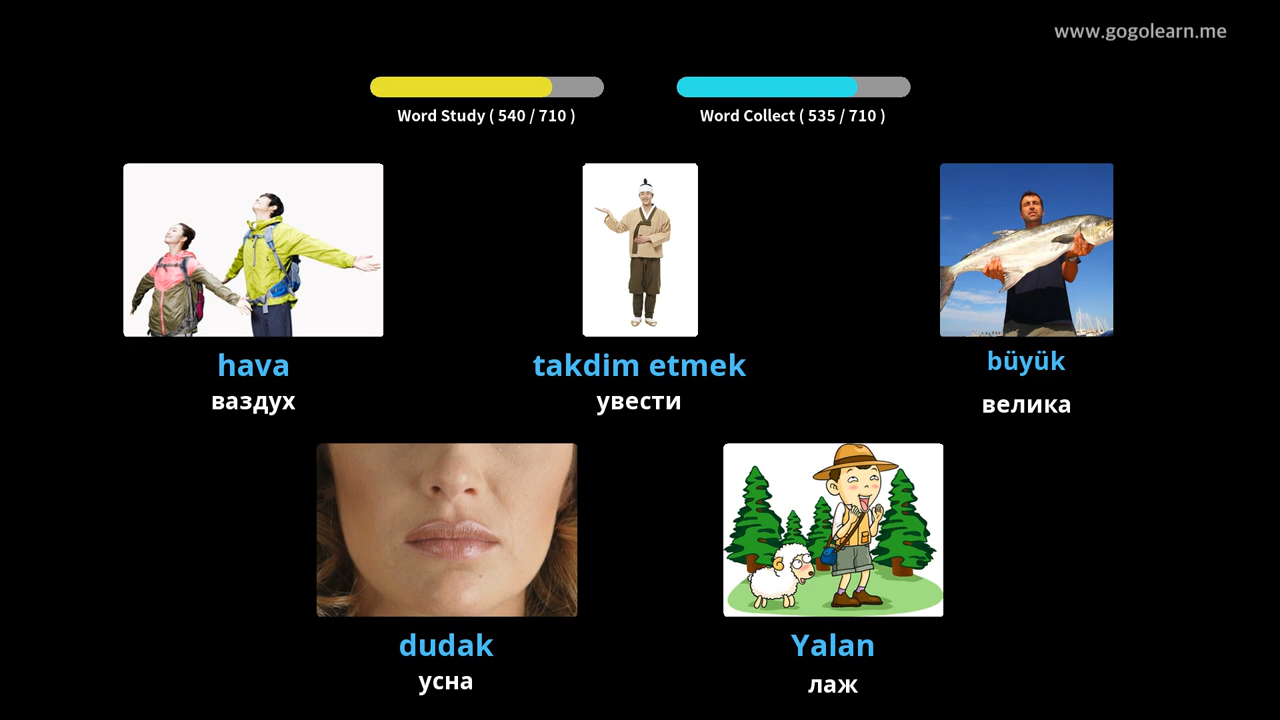 www.gogolearn.me
Word Study ( 540 / 710 )
Word Collect ( 535 / 710 )
hava
ваздух
takdim etmek
увести
büyük
велика
dudak
усна
Yalan
лаж